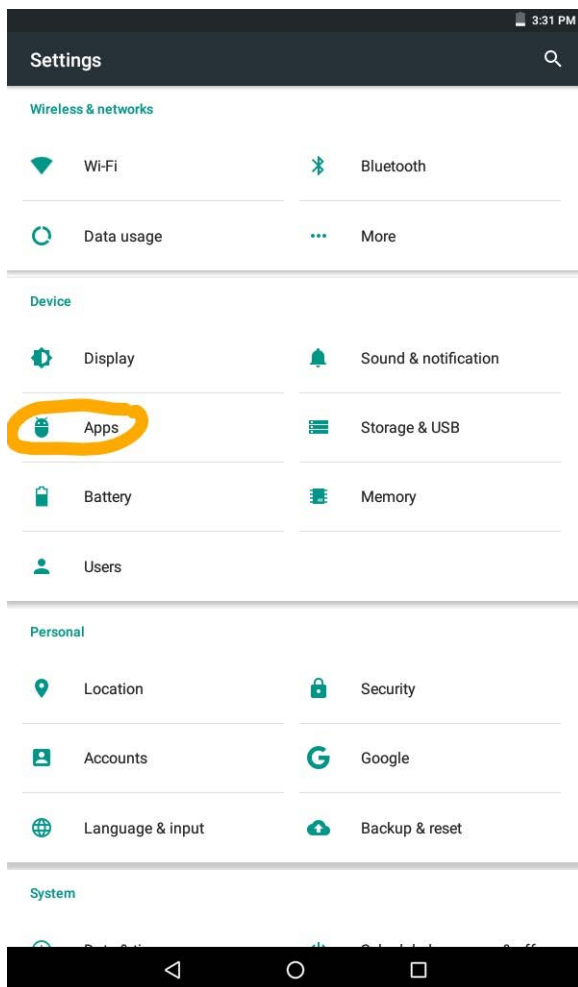 3:31 PM
Settings
Wireless & networks
Wi-Fi
Bluetooth
Data usage
More
Device
Display
Sound & notification
Apps
Storage & USB
Battery
Memory
Users
Personal
Location
Security
Accounts
Google
Language & input
Backup & reset
System